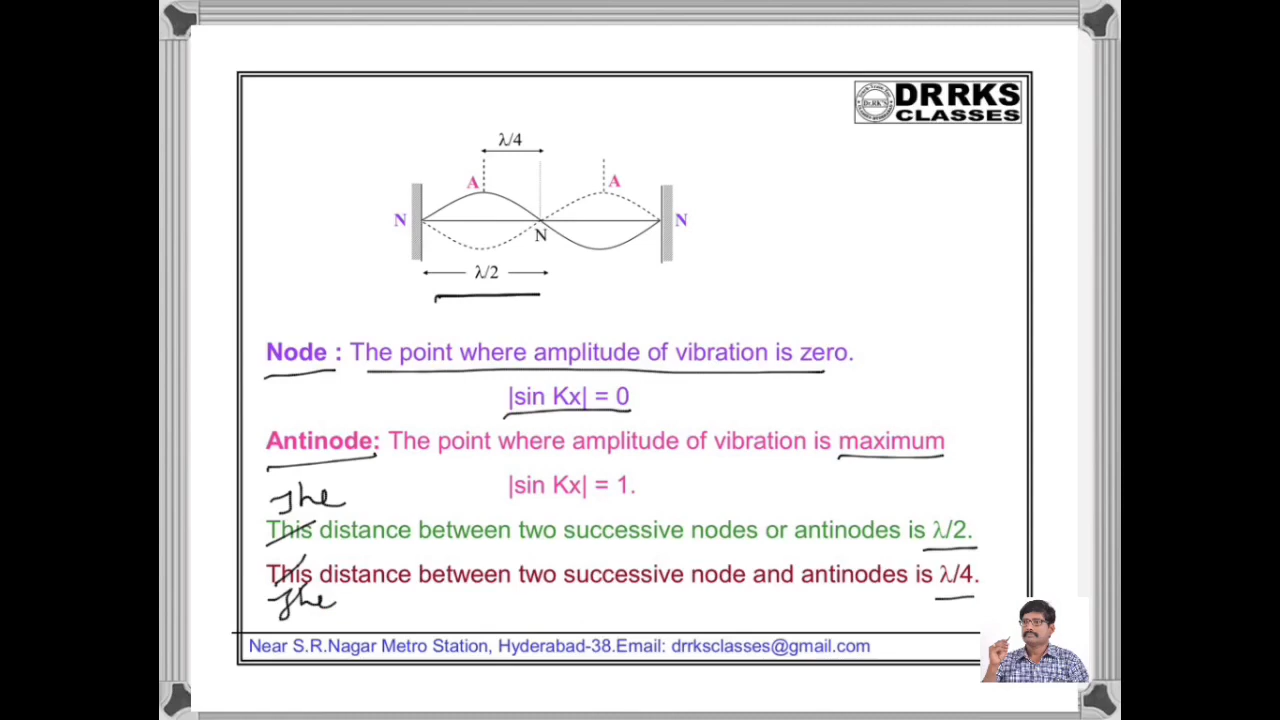 DRRKS
CLASSES
λ/4
A A
N N
N
λ/2
Node : The point where amplitude of vibration is zero.
|sin Kx| = 0
Antinode: The point where amplitude of vibration is maximum
|sin Kx| = 1.
The
This distance between two successive nodes or antinodes is λ/2.
This distance between two successive node and antinodes is λ/4.
The
Near S.R.Nagar Metro Station, Hyderabad-38.Email: drrksclasses@gmail.com